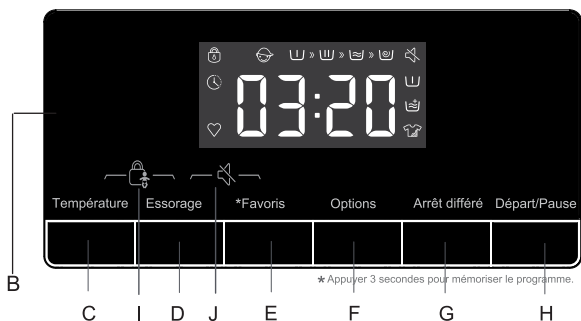 03:20
Température Essorage *Favoris Options Arrêt différé Départ/Pause
* Appuyer 3 secondes pour mémoriser le programme.
B
C I D J E F G H